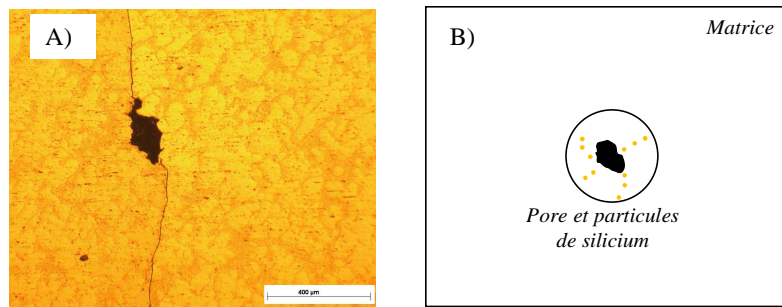 A)
400 µm
B)
Matrice
Pore et particules
de silicium